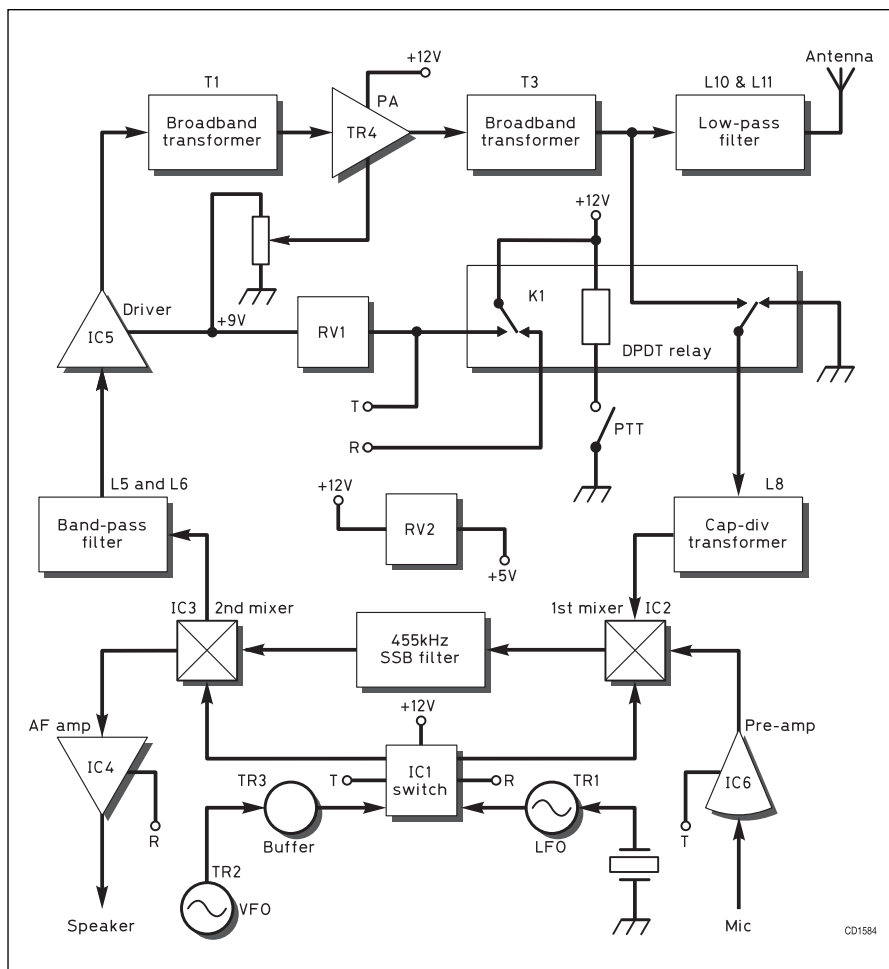 Antenna
+12V
T1
PA
T3
L10 & L11
Broadband
transformer
TR4
Broadband
transformer
Low-pass
filter
+12V
K1
Driver
IC5
+9V
RV1
DPDT relay
T
R
PTT
L5 and L6
+12V
L8
Band-pass
filter
RV2
Cap-div
transformer
+5V
IC3
2nd mixer
455kHz
SSB filter
1st mixer
IC2
+12V
AF amp
Pre-amp
IC4
TR3
T
IC1
switch
R
TR1
IC6
R
Buffer
LFO
T
TR2
VFO
Speaker
Mic
CD1584